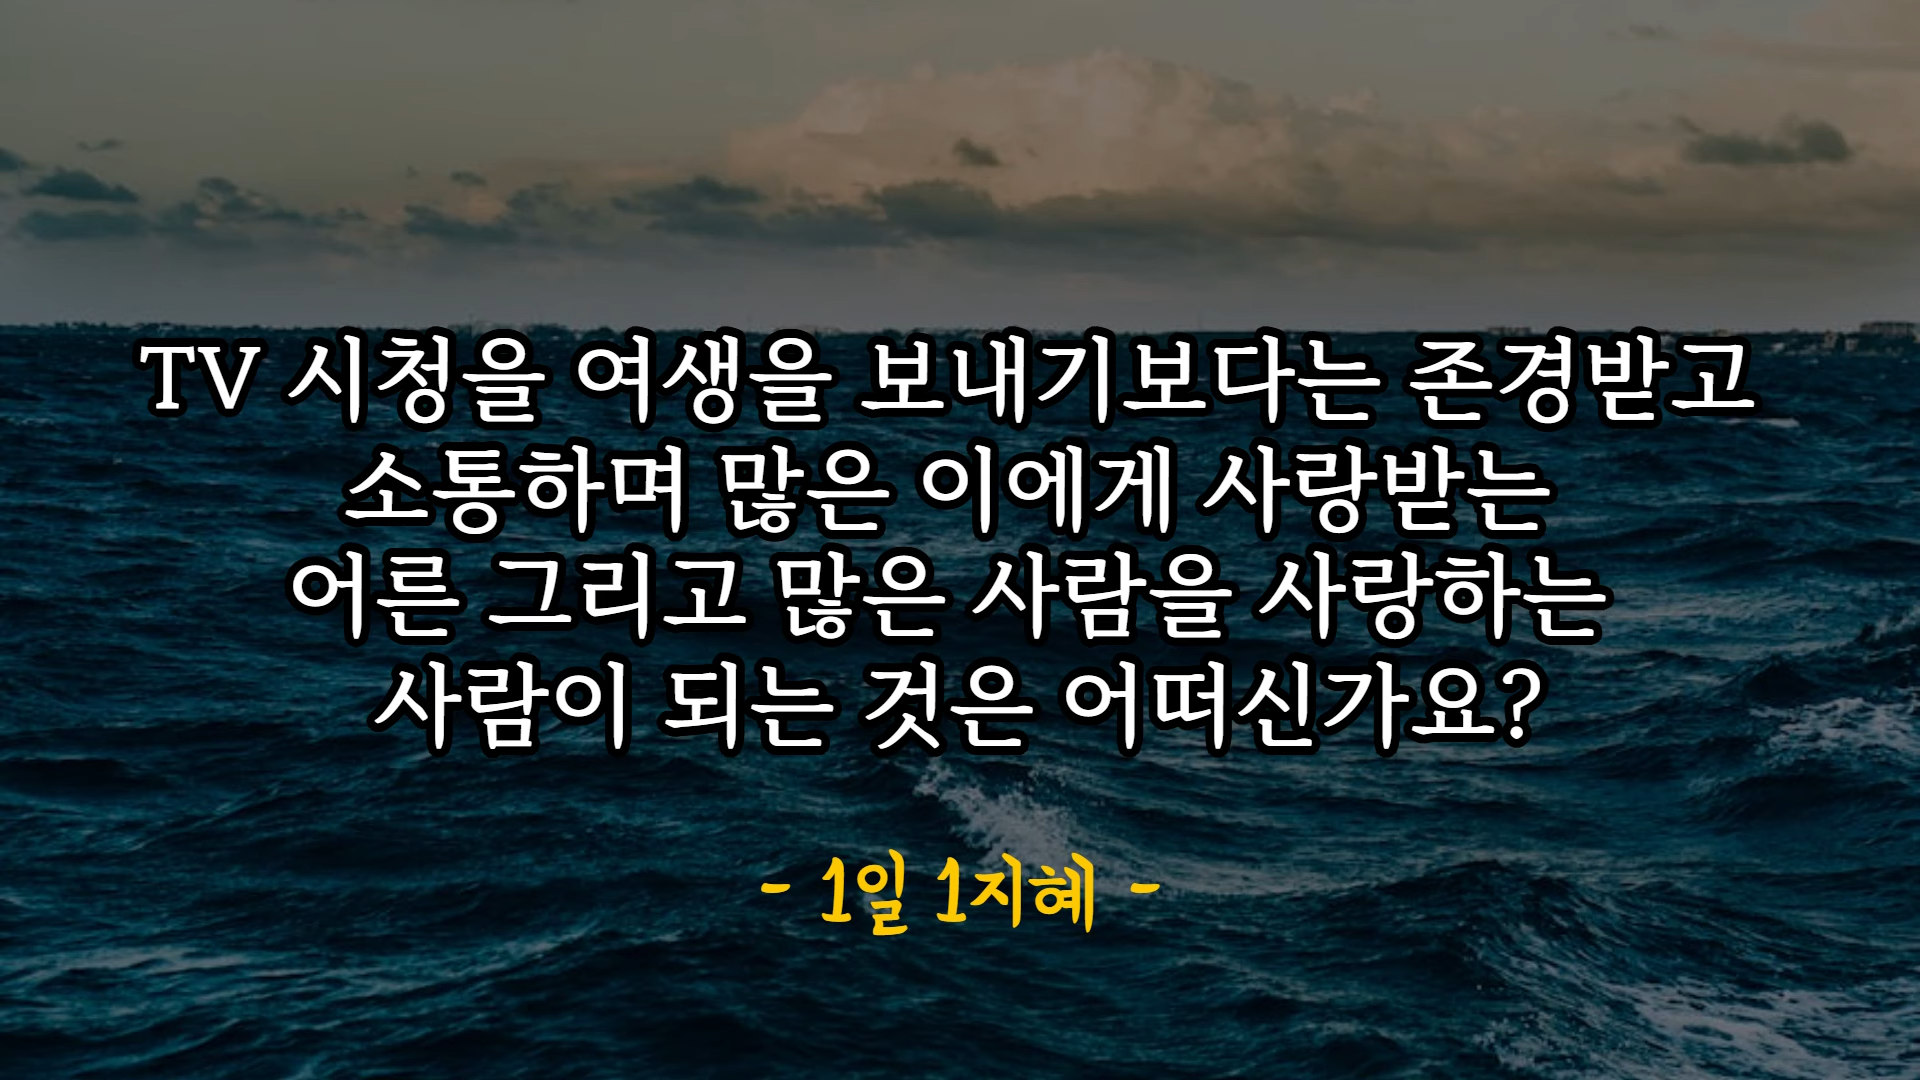 TV 시청을 여생을 보내기보다는 존경받고
소통하며 많은 이에게 사랑받는
어른 그리고 많은 사람을 사랑하는
사람이 되는 것은 어떠신가요?
- 1일 1지혜 -